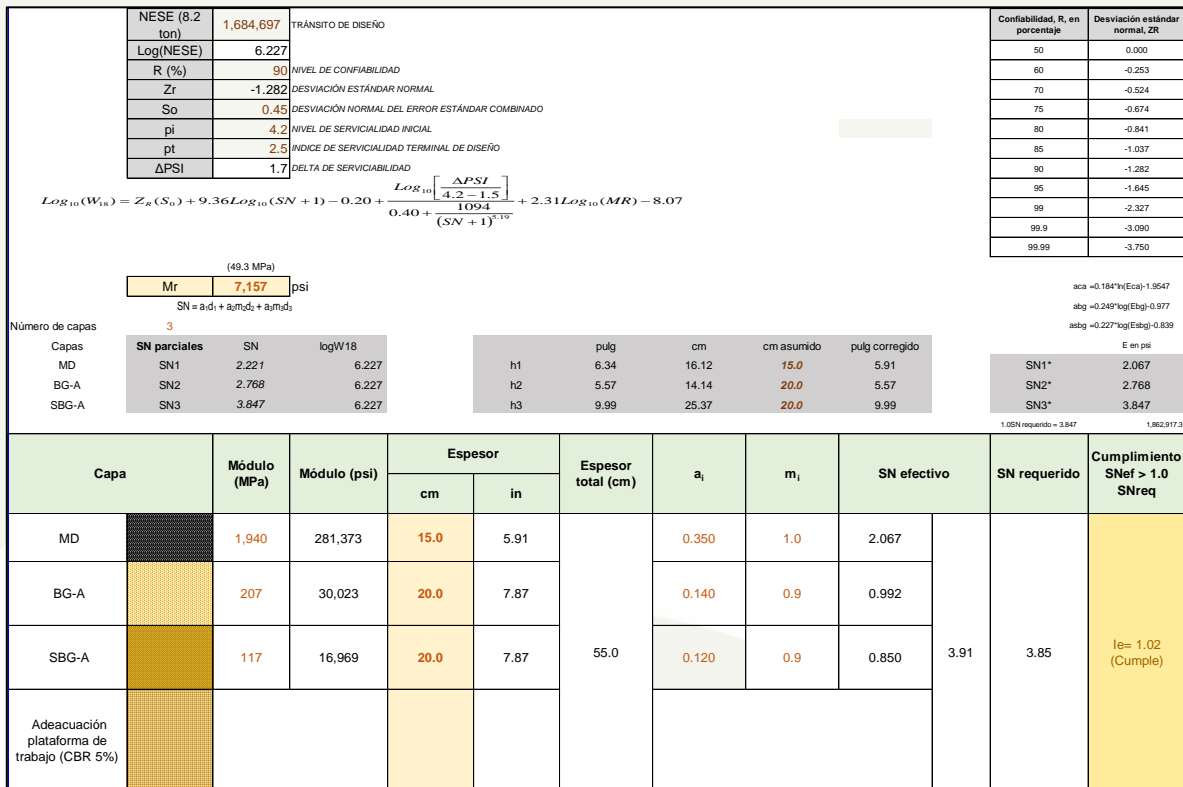 NESE (8.2 ton) 1,684,697 TRÁNSITO DE DISEÑO
Log(NESE) 6.227
R (%) 90 NIVEL DE CONFIABILIDAD
Zr -1.282 DESVIACIÓN ESTÁNDAR NORMAL
So 0.45 DESVIACIÓN NORMAL DEL ERROR ESTÁNDAR COMBINADO
pi 4.2 NIVEL DE SERVICIALIDAD INICIAL
pt 2.5 INDICE DE SERVICIALIDAD TERMINAL DE DISEÑO
ΔPSI 1.7 DELTA DE SERVICIABILIDAD
Log₁₀(W₁₈) = Z_R(S₀) + 9.36Log₁₀(SN + 1) − 0.20 + Log₁₀[ΔPSI / (4.2 − 1.5)] / (0.40 + 1094 / (SN + 1)^5.19) + 2.31Log₁₀(MR) − 8.07
Confiabilidad, R, en porcentaje Desviación estándar normal, ZR
50 0.000
60 -0.253
70 -0.524
75 -0.674
80 -0.841
85 -1.037
90 -1.282
95 -1.645
99 -2.327
99.9 -3.090
99.99 -3.750
(49.3 MPa)
Mr 7,157 psi
SN = a₁d₁ + a₂m₂d₂ + a₃m₃d₃
aca =0.184*ln(Eca)-1.9547
abg =0.249*log(Ebg)-0.977
asbg =0.227*log(Esbg)-0.839
Número de capas 3
Capas SN parciales SN logW18 pulg cm cm asumido pulg corregido E en psi
MD SN1 2.221 6.227 h1 6.34 16.12 15.0 5.91 SN1* 2.067
BG-A SN2 2.768 6.227 h2 5.57 14.14 20.0 5.57 SN2* 2.768
SBG-A SN3 3.847 6.227 h3 9.99 25.37 20.0 9.99 SN3* 3.847
1.0SN requerido = 3.847 1,862,917.3
Capa Módulo (MPa) Módulo (psi) Espesor Espesor total (cm) aᵢ mᵢ SN efectivo SN requerido Cumplimiento SNef > 1.0 SNreq
cm in
MD 1,940 281,373 15.0 5.91 0.350 1.0 2.067
BG-A 207 30,023 20.0 7.87 0.140 0.9 0.992
SBG-A 117 16,969 20.0 7.87 55.0 0.120 0.9 0.850 3.91 3.85 Ie= 1.02 (Cumple)
Adeacuación plataforma de trabajo (CBR 5%)